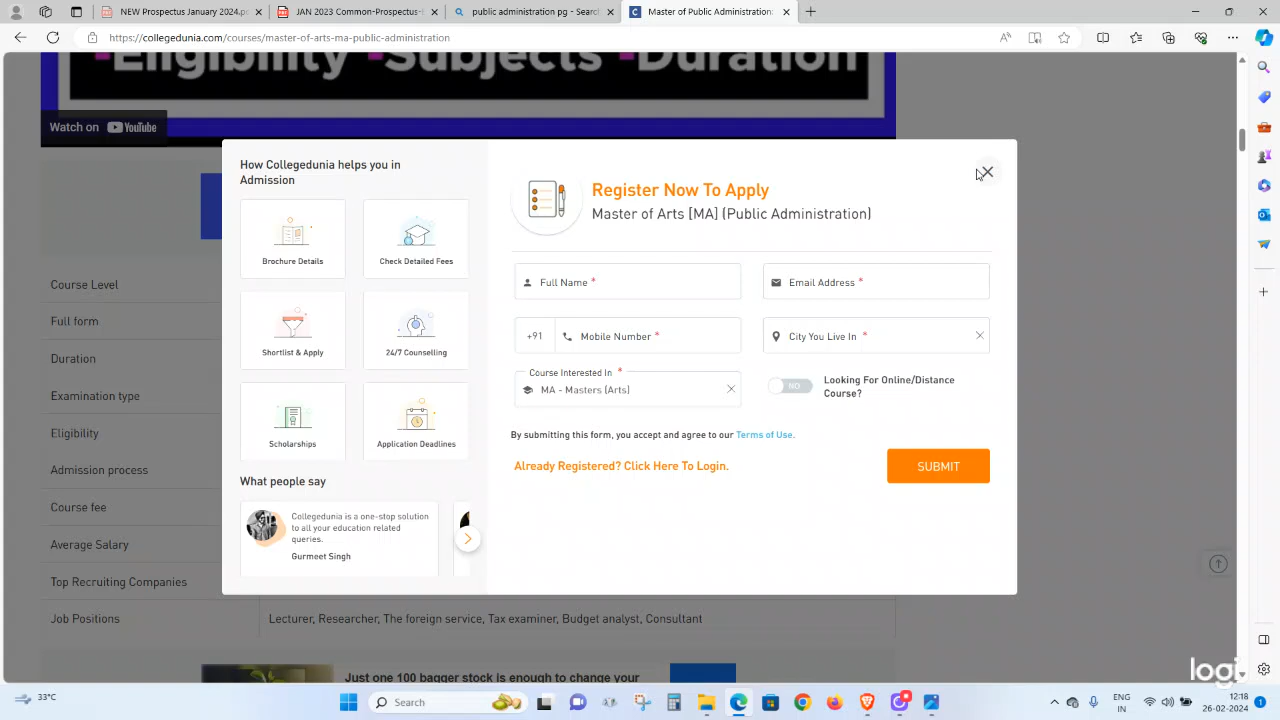 NEW Prospectus January 2024.p
JAN 2023 Common-Prospectus-E
public administration png - Searc
Master of Public Administration
https://collegedunia.com/courses/master-of-arts-ma-public-administration
Eligibility Subjects Duration
Watch on YouTube
How Collegedunia helps you in
Admission
Brochure Details
Check Detailed Fees
Shortlist & Apply
24/7 Counselling
Scholarships
Application Deadlines
What people say
Collegedunia is a one-stop solution
to all your education related
queries.
Gurmeet Singh
Register Now To Apply
Master of Arts [MA] (Public Administration)
Full Name *
Email Address *
+91 Mobile Number *
City You Live In *
Course Interested In *
MA - Masters (Arts)
NO
Looking For Online/Distance
Course?
By submitting this form, you accept and agree to our Terms of Use.
Already Registered? Click Here To Login.
SUBMIT
Course Level
Full form
Duration
Examination type
Eligibility
Admission process
Course fee
Average Salary
Top Recruiting Companies
Job Positions
Lecturer, Researcher, The foreign service, Tax examiner, Budget analyst, Consultant
Just one 100 bagger stock is enough to change your
logi
33°C
Search
ENG
IN
12:18
26-02-2024